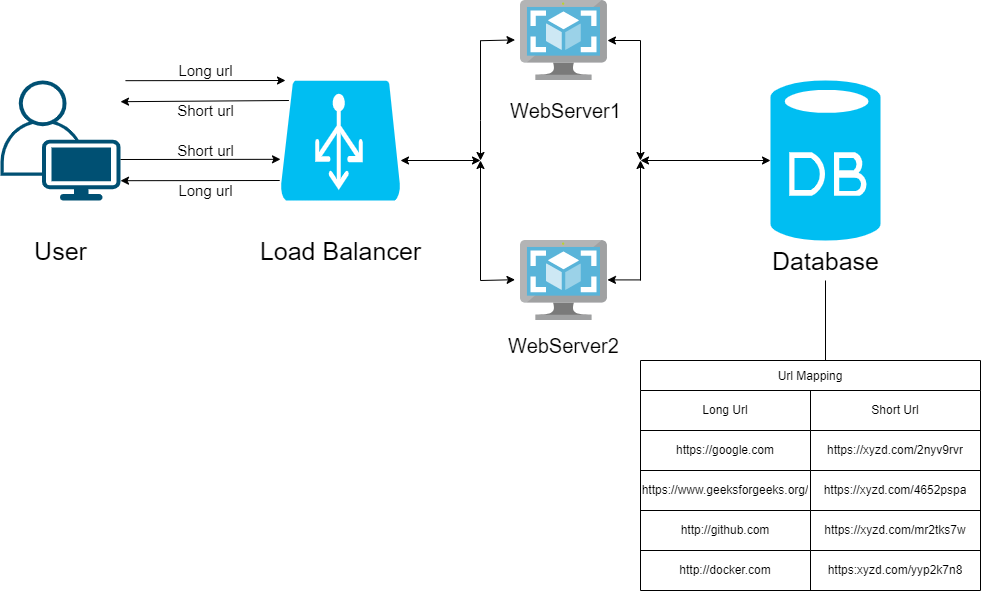 Long url
Short url
Short url
Long url
User
Load Balancer
WebServer1
WebServer2
DB
Database
Url Mapping
Long Url Short Url
https://google.com https://xyzd.com/2nyv9rvr
https://www.geeksforgeeks.org/ https://xyzd.com/4652pspa
http://github.com https://xyzd.com/mr2tks7w
http://docker.com https:xyzd.com/yyp2k7n8